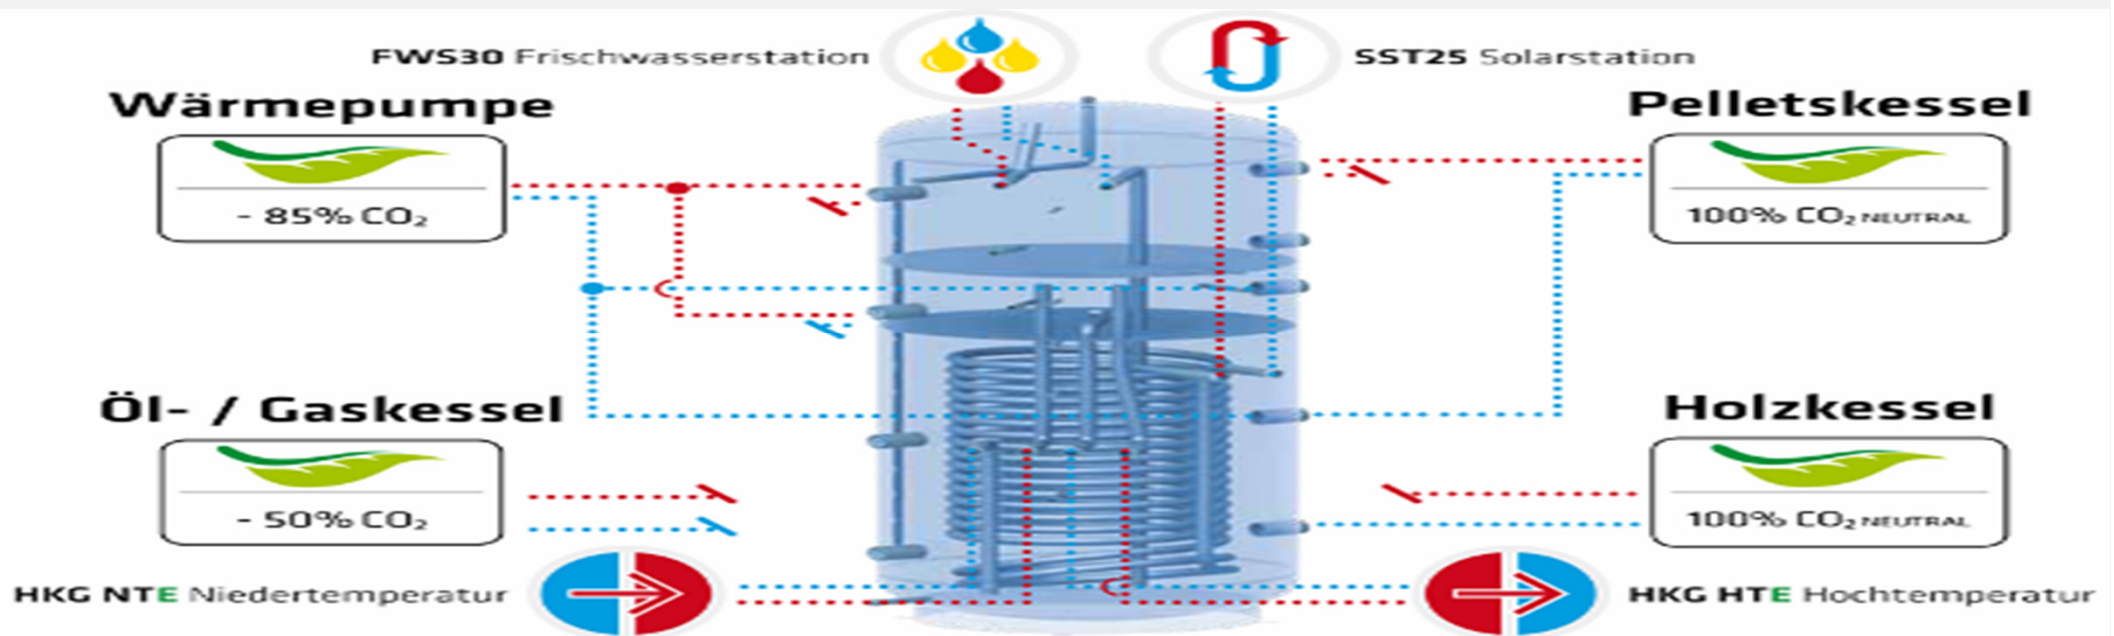 FWS30 Frischwasserstation
SST25 Solarstation
Wärmepumpe
- 85% CO₂
Pelletskessel
100% CO₂ NEUTRAL
Öl- / Gaskessel
- 50% CO₂
Holzkessel
100% CO₂ NEUTRAL
HKG NTE Niedertemperatur
HKG HTE Hochtemperatur